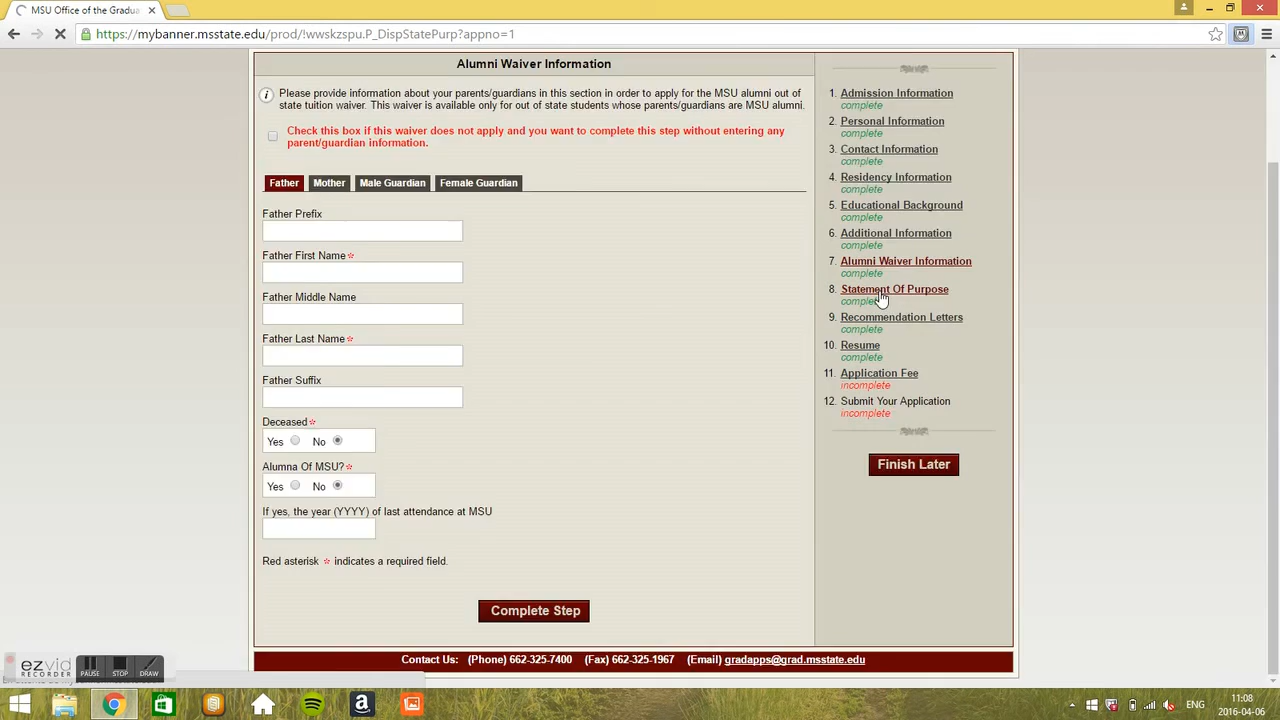 MSU Office of the Gradua
https://mybanner.msstate.edu/prod/!wwskzspu.P_DispStatePurp?appno=1
Alumni Waiver Information
Please provide information about your parents/guardians in this section in order to apply for the MSU alumni out of
state tuition waiver. This waiver is available only for out of state students whose parents/guardians are MSU alumni.
Check this box if this waiver does not apply and you want to complete this step without entering any
parent/guardian information.
Father Mother Male Guardian Female Guardian
Father Prefix
Father First Name *
Father Middle Name
Father Last Name *
Father Suffix
Deceased *
Yes No
Alumna Of MSU? *
Yes No
If yes, the year (YYYY) of last attendance at MSU
Red asterisk * indicates a required field.
Complete Step
1. Admission Information
complete
2. Personal Information
complete
3. Contact Information
complete
4. Residency Information
complete
5. Educational Background
complete
6. Additional Information
complete
7. Alumni Waiver Information
complete
8. Statement Of Purpose
complete
9. Recommendation Letters
complete
10. Resume
complete
11. Application Fee
incomplete
12. Submit Your Application
incomplete
Finish Later
Contact Us: (Phone) 662-325-7400 (Fax) 662-325-1967 (Email) gradapps@grad.msstate.edu
ezvid
RECORDER
PAUSE STOP DRAW
ENG
11:08
2016-04-06